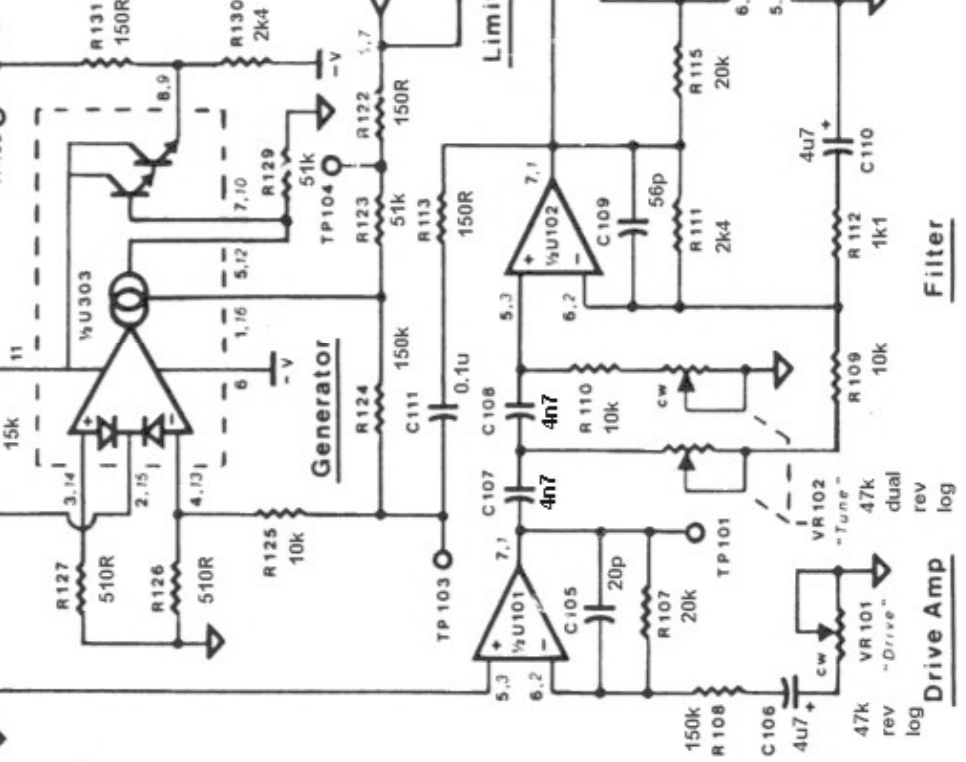 R131
150R
R130
2k4
-V
8,9
1,7
Limi
6,
5,
R115
20k
R122
150R
R129
51k
TP104
7,10
R123
51k
R113
150R
5,12
½U303
1,16
6
-V
11
15k
Generator
R124
150k
C111
0.1u
3,14
2,15
4,13
R127
510R
R126
510R
R125
10k
TP103
7,1
½U102
+
−
5,3
6,2
C109
56p
R111
2k4
4u7
+
C110
R112
1k1
Filter
C108
4n7
R110
10k
cw
R109
10k
C107
4n7
VR102
"Tune"
47k
dual
rev
log
7,1
½U101
+
−
5,3
6,2
C105
20p
R107
20k
TP101
150k
R108
C106
4u7
+
cw
VR101
"Drive"
47k
rev
log
Drive Amp